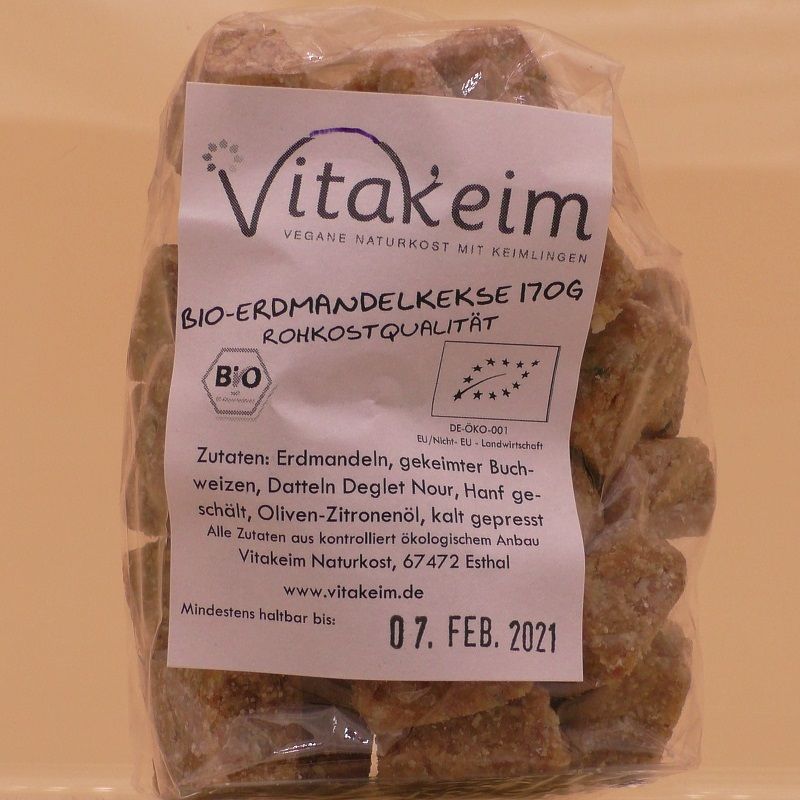 Vitakeim
VEGANE NATURKOST MIT KEIMLINGEN
BIO-ERDMANDELKEKSE 170G
ROHKOSTQUALITÄT
Bio
DE-ÖKO-001
EU/Nicht- EU - Landwirtschaft
Zutaten: Erdmandeln, gekeimter Buch-
weizen, Datteln Deglet Nour, Hanf ge-
schält, Oliven-Zitronenöl, kalt gepresst
Alle Zutaten aus kontrolliert ökologischem Anbau
Vitakeim Naturkost, 67472 Esthal
www.vitakeim.de
Mindestens haltbar bis:
07. FEB. 2021